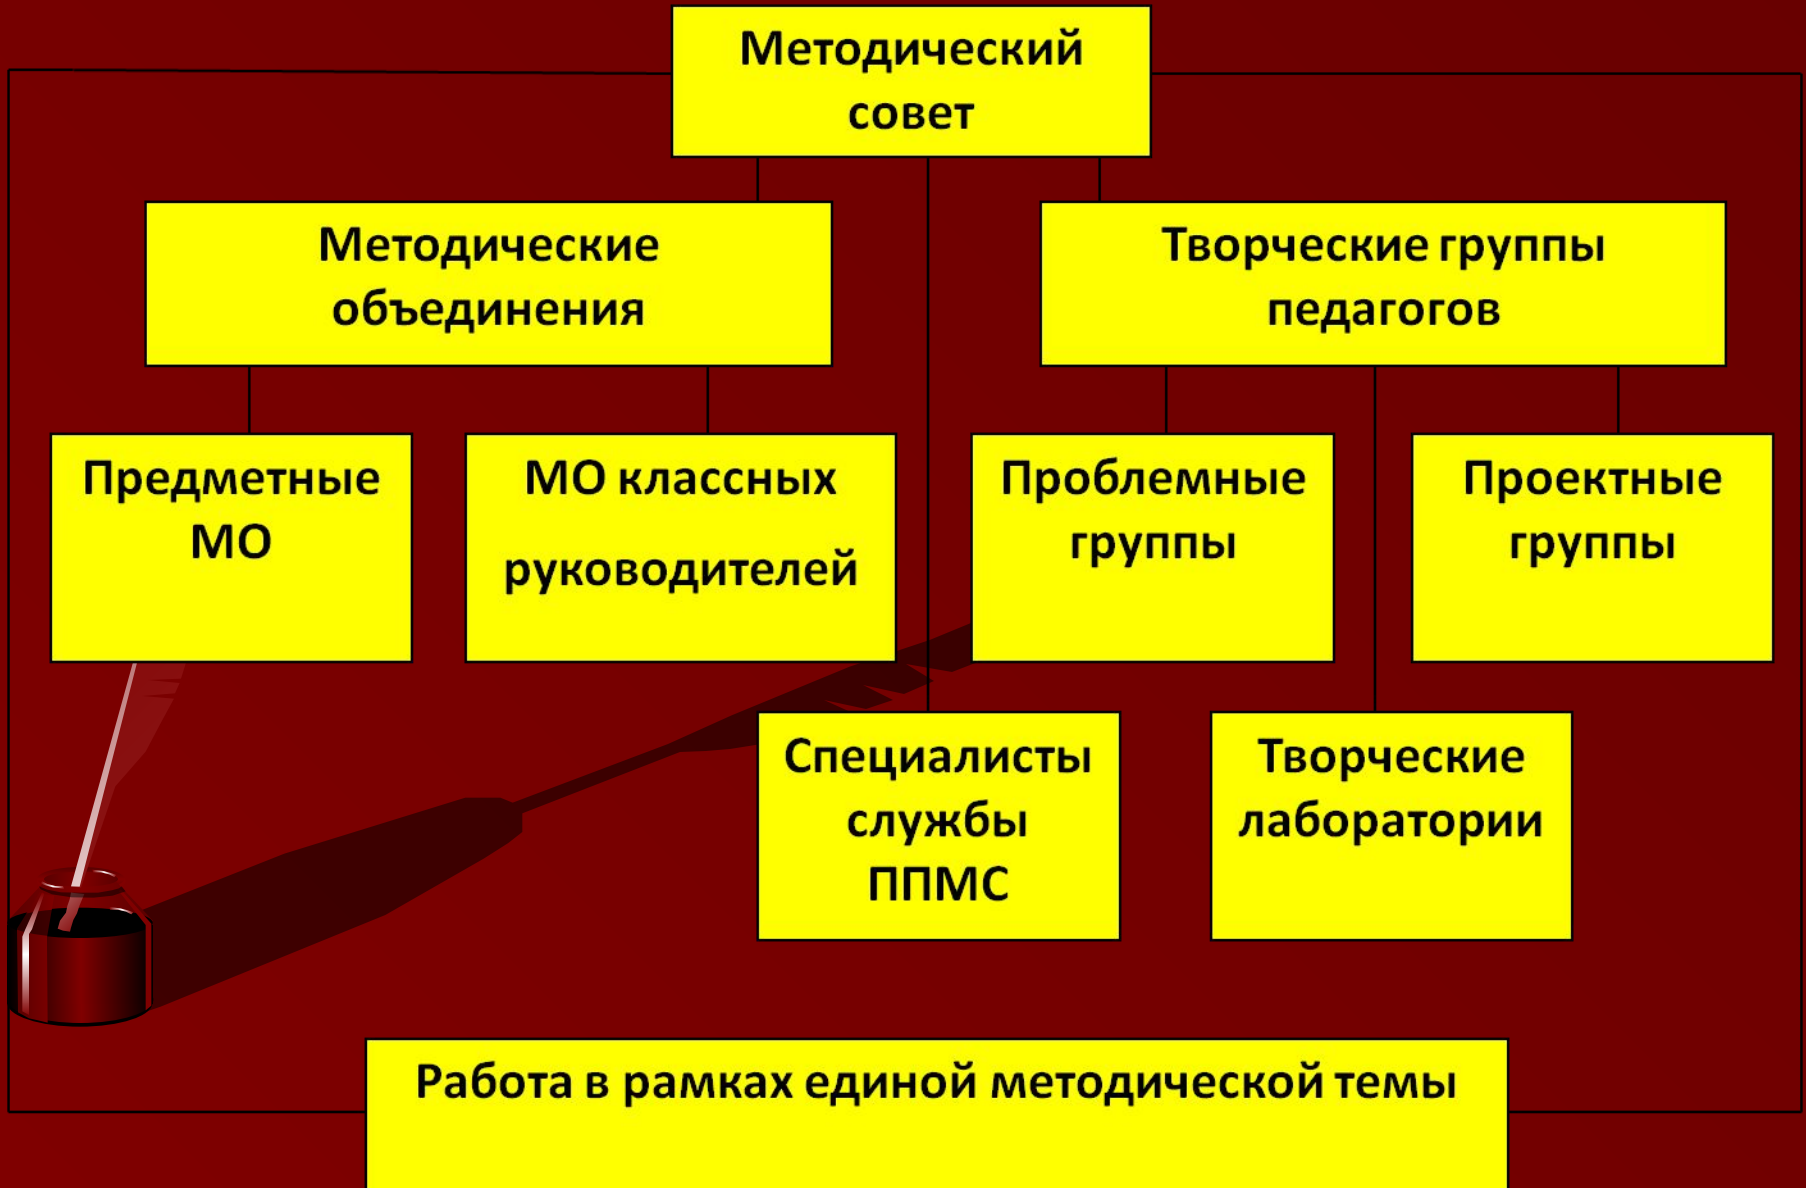 Методический
совет
Методические
объединения
Творческие группы
педагогов
Предметные
МО
МО классных
руководителей
Проблемные
группы
Проектные
группы
Специалисты
службы
ППМС
Творческие
лаборатории
Работа в рамках единой методической темы